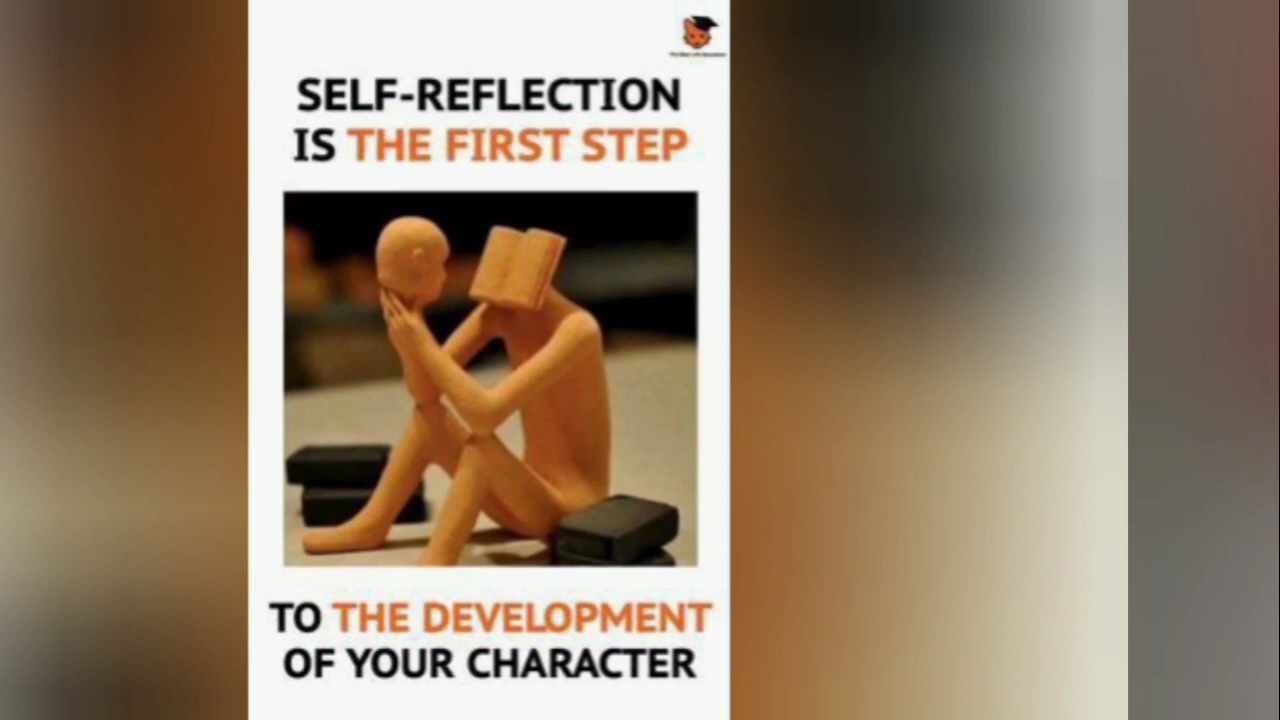 SELF-REFLECTION
IS THE FIRST STEP
TO THE DEVELOPMENT
OF YOUR CHARACTER